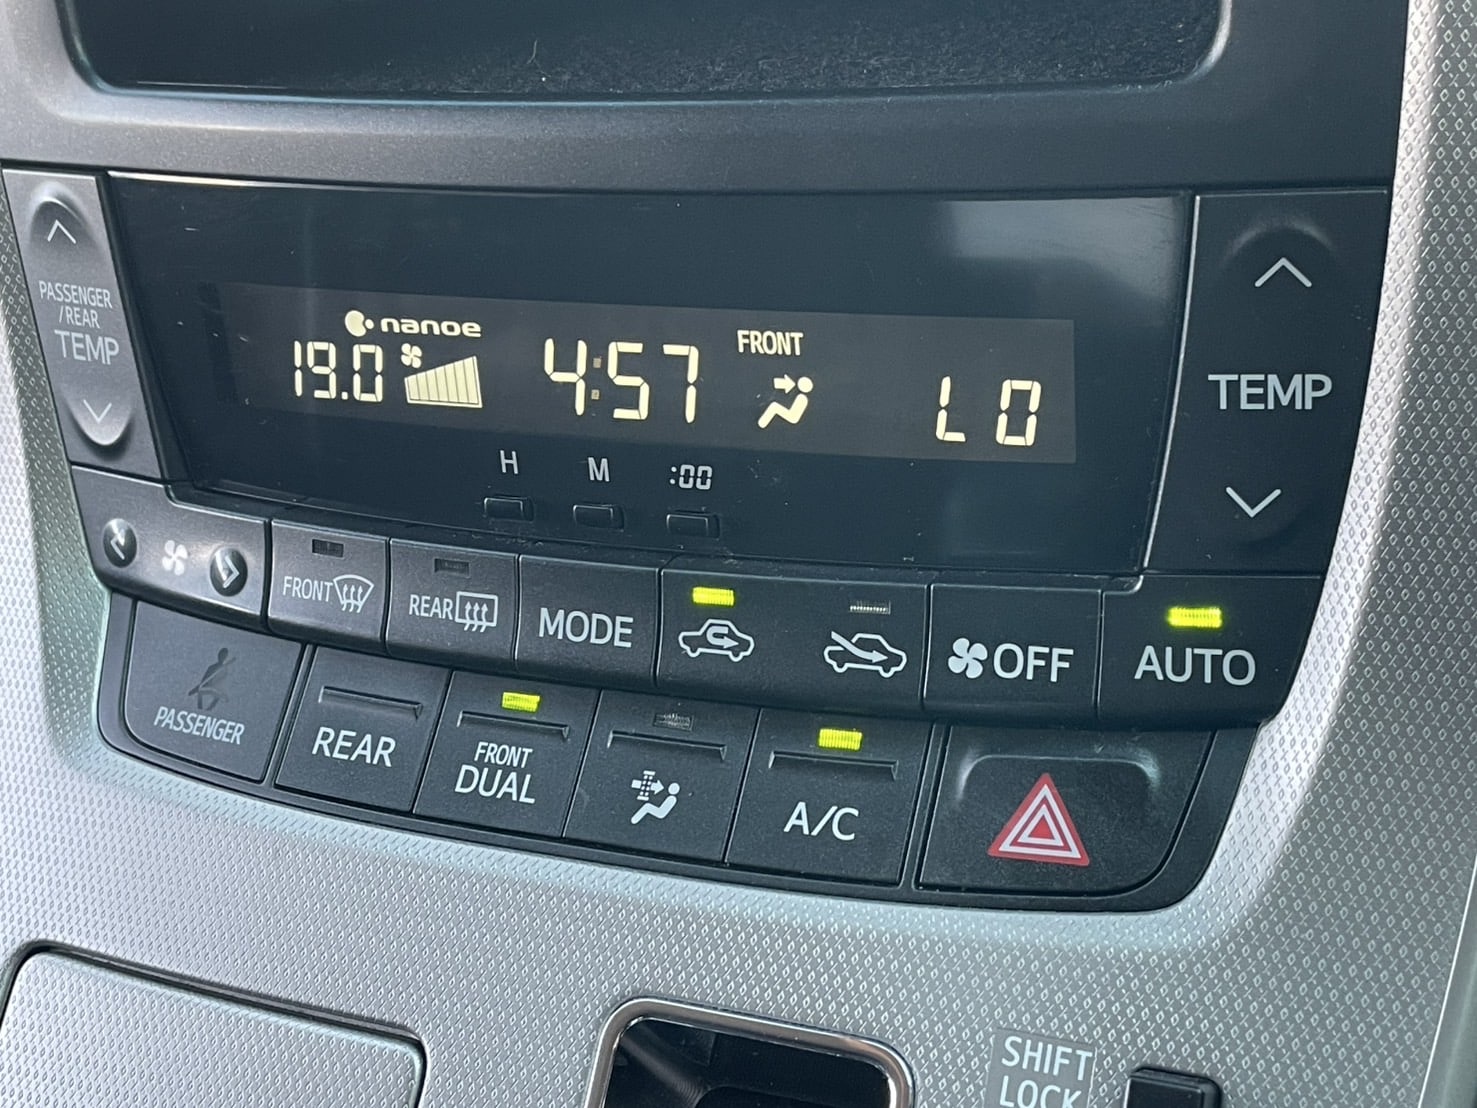 nanoe
19.0
4:57
FRONT
LO
PASSENGER
/REAR
TEMP
TEMP
H M :00
FRONT
REAR
MODE
OFF
AUTO
PASSENGER
REAR
FRONT
DUAL
A/C
SHIFT
LOCK